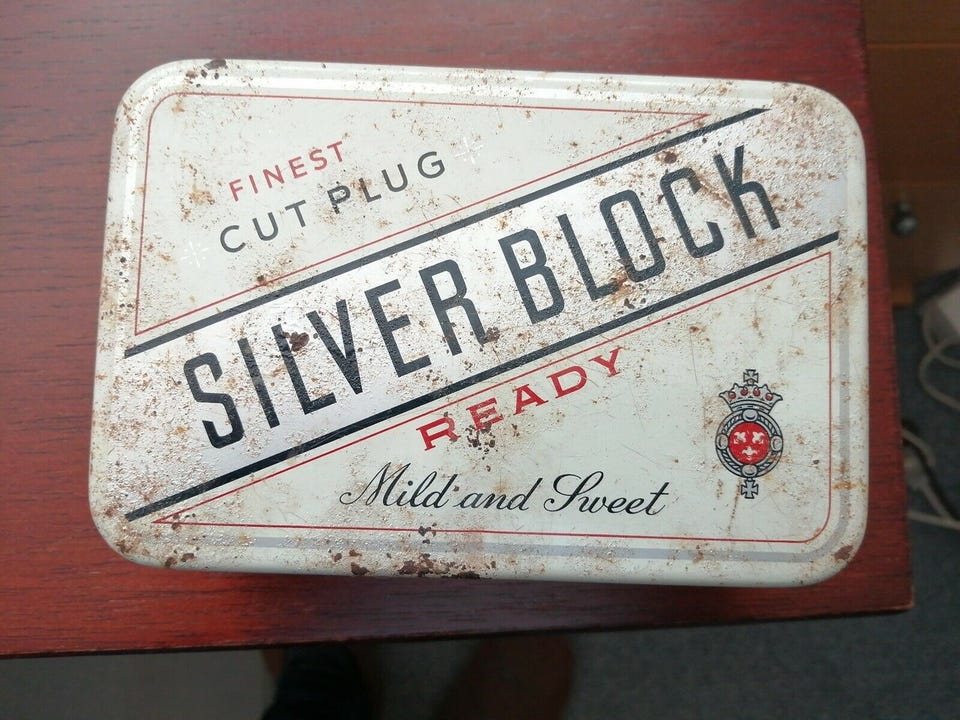 FINEST
CUT PLUG
SILVER BLOCK
READY
Mild and Sweet